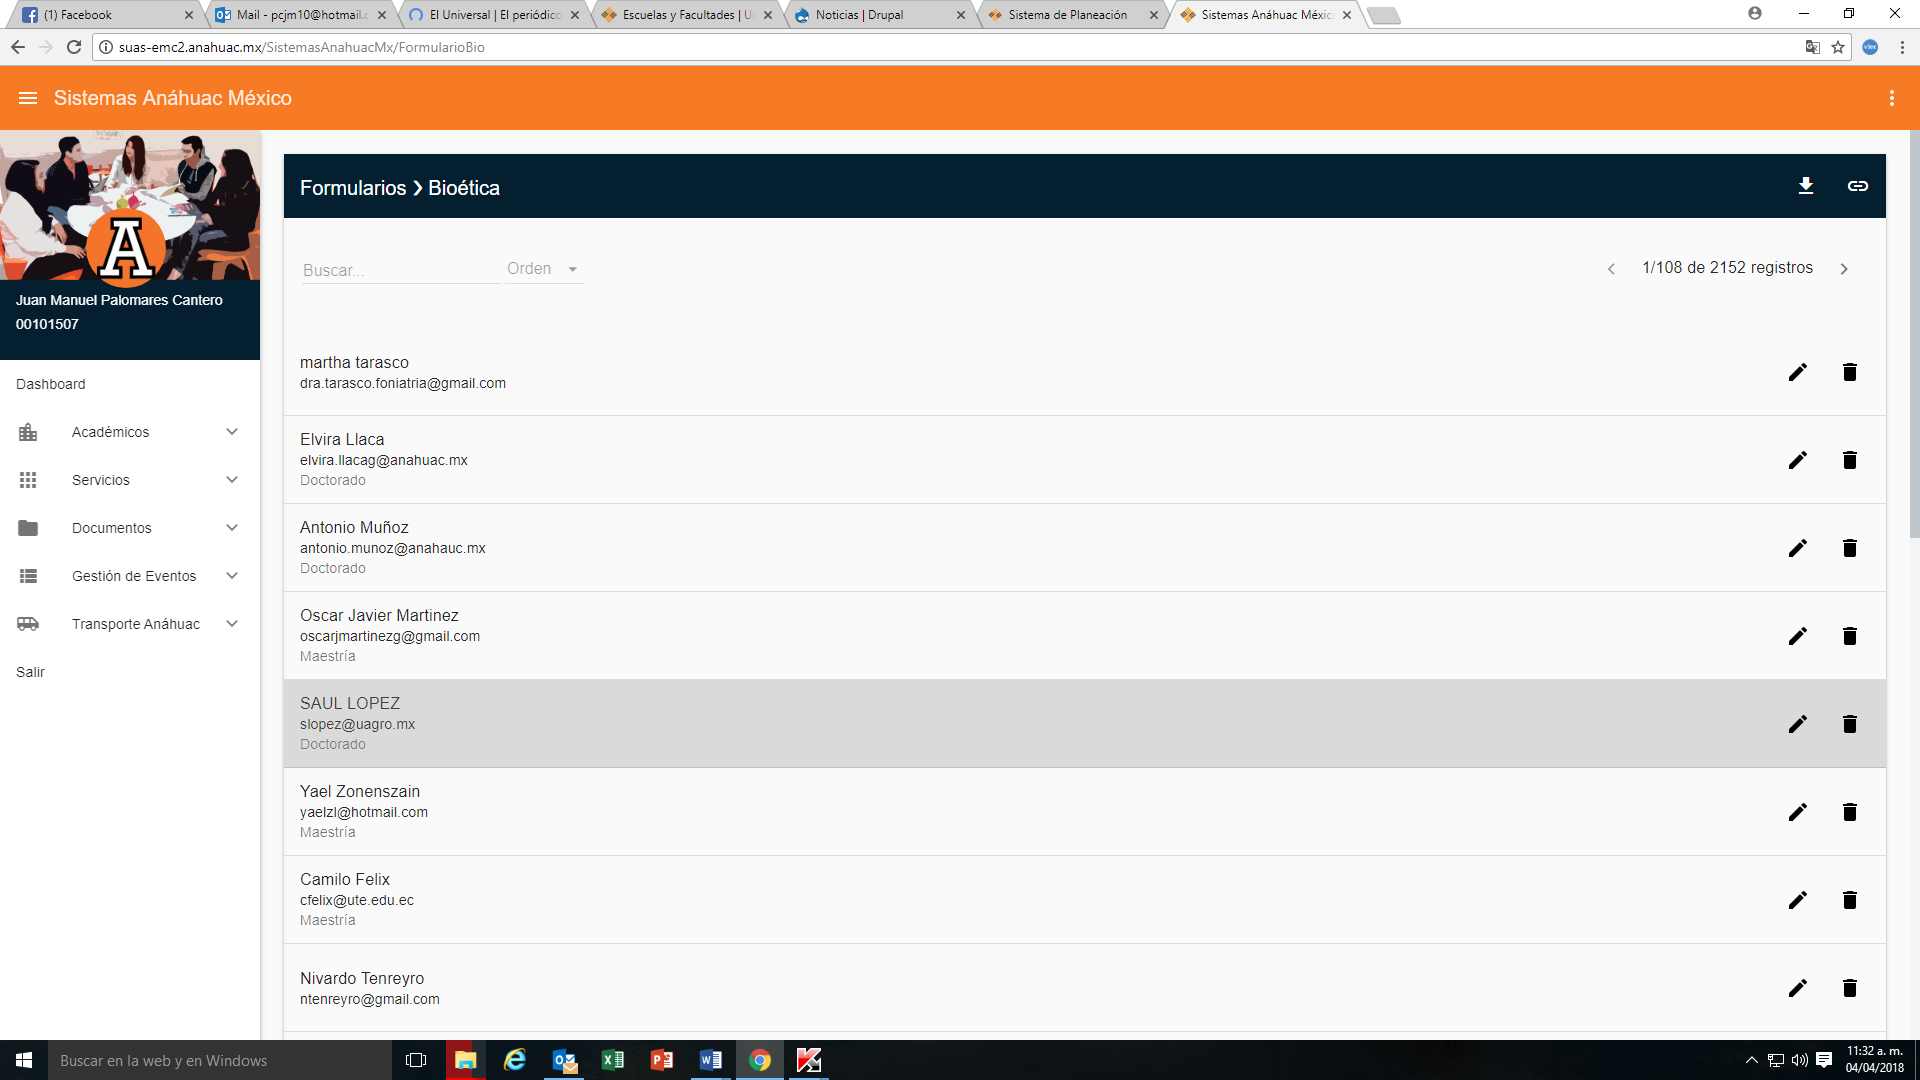 (1) Facebook
Mail - pcjm10@hotmail.c
El Universal | El periódico
Escuelas y Facultades | U
Noticias | Drupal
Sistema de Planeación
Sistemas Anáhuac Méxic
suas-emc2.anahuac.mx/SistemasAnahuacMx/FormularioBio
vlex
Sistemas Anáhuac México
A
Juan Manuel Palomares Cantero
00101507
Dashboard
Académicos
Servicios
Documentos
Gestión de Eventos
Transporte Anáhuac
Salir
Formularios > Bioética
Buscar...
Orden
1/108 de 2152 registros
martha tarasco
dra.tarasco.foniatria@gmail.com
Elvira Llaca
elvira.llacag@anahuac.mx
Doctorado
Antonio Muñoz
antonio.munoz@anahauc.mx
Doctorado
Oscar Javier Martinez
oscarjmartinezg@gmail.com
Maestría
SAUL LOPEZ
slopez@uagro.mx
Doctorado
Yael Zonenszain
yaelzl@hotmail.com
Maestría
Camilo Felix
cfelix@ute.edu.ec
Maestría
Nivardo Tenreyro
ntenreyro@gmail.com
Buscar en la web y en Windows
11:32 a. m.
04/04/2018